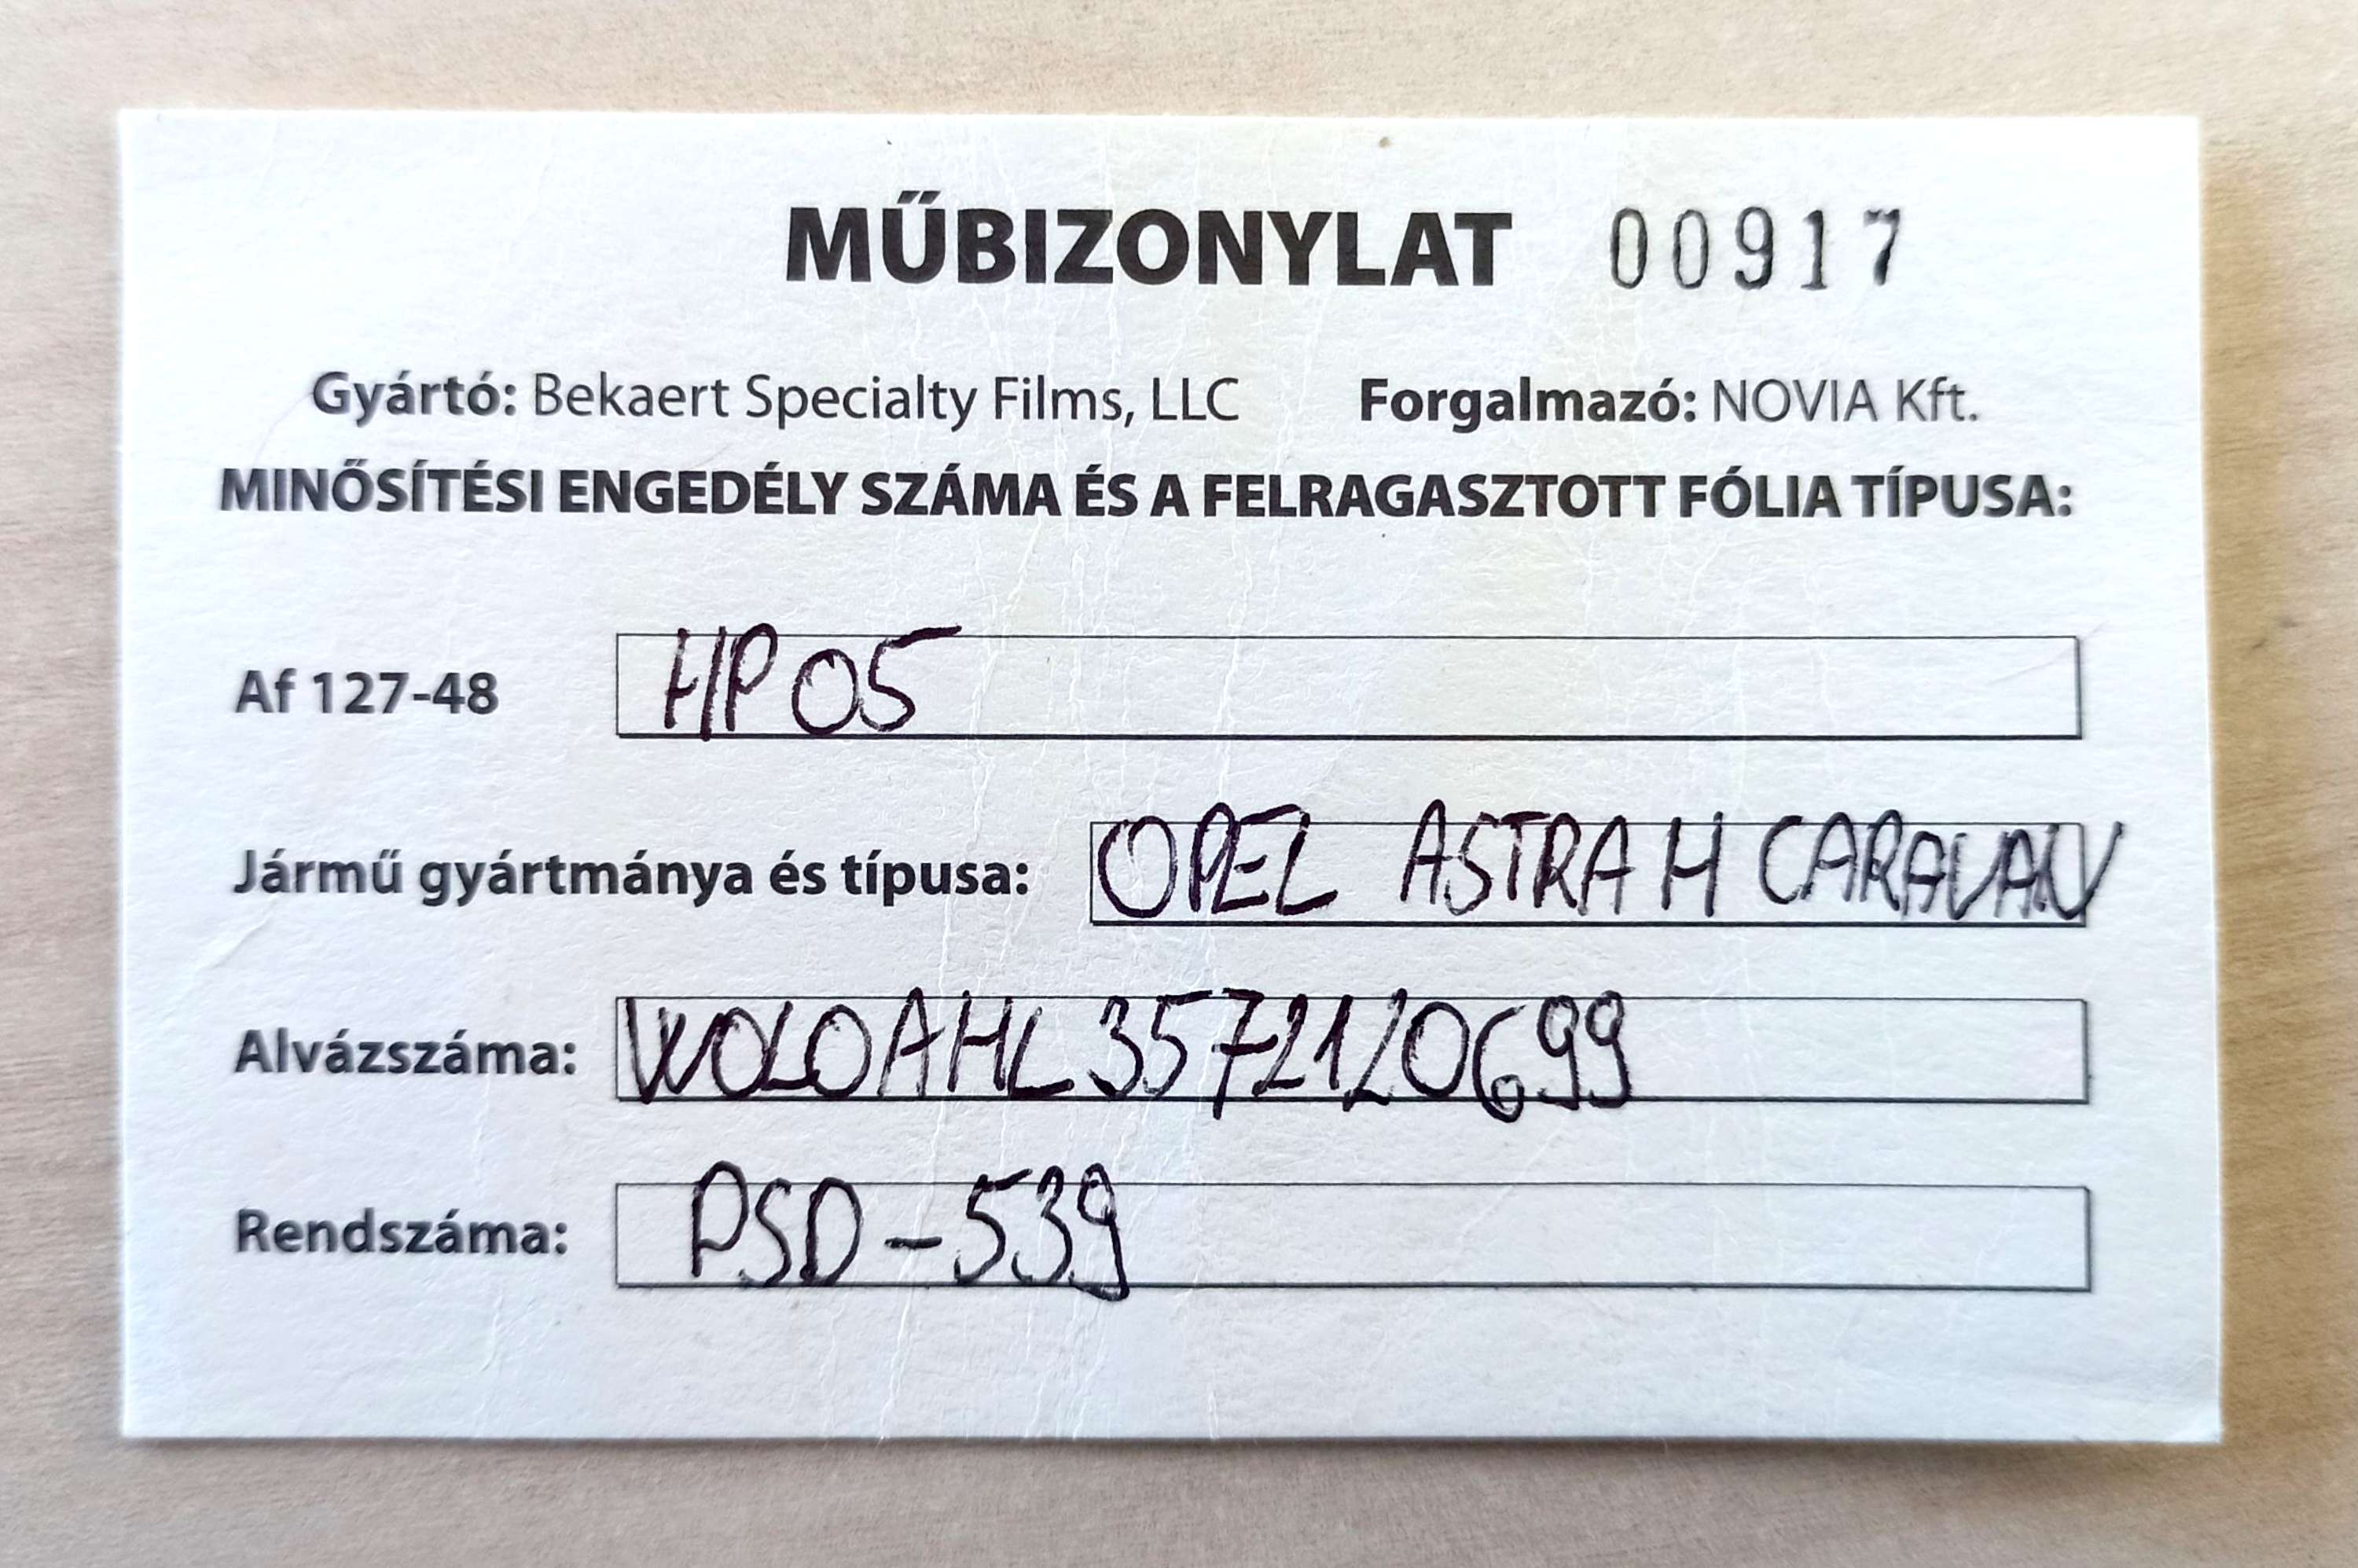 MŰBIZONYLAT 00917
Gyártó: Bekaert Specialty Films, LLC Forgalmazó: NOVIA Kft.
MINŐSÍTÉSI ENGEDÉLY SZÁMA ÉS A FELRAGASZTOTT FÓLIA TÍPUSA:
Af 127-48 HP05
Jármű gyártmánya és típusa: OPEL ASTRA H CARAVAN
Alvázszáma: WOLOAHL3572120699
Rendszáma: PSD-539